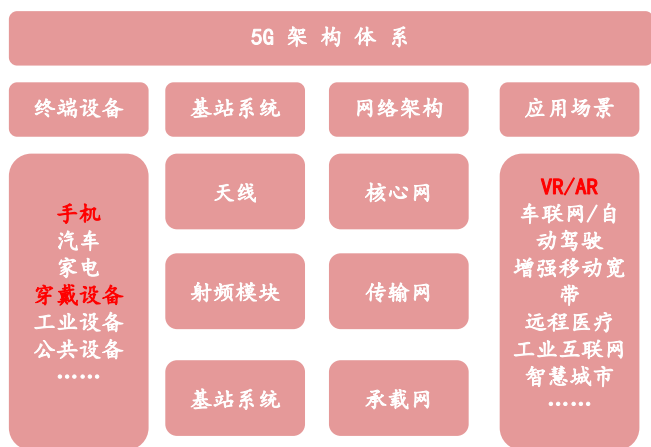 5G 架 构 体 系
终端设备
基站系统
网络架构
应用场景
手机
汽车
家电
穿戴设备
工业设备
公共设备
······
天线
射频模块
基站系统
核心网
传输网
承载网
VR/AR
车联网/自
动驾驶
增强移动宽
带
远程医疗
工业互联网
智慧城市
······